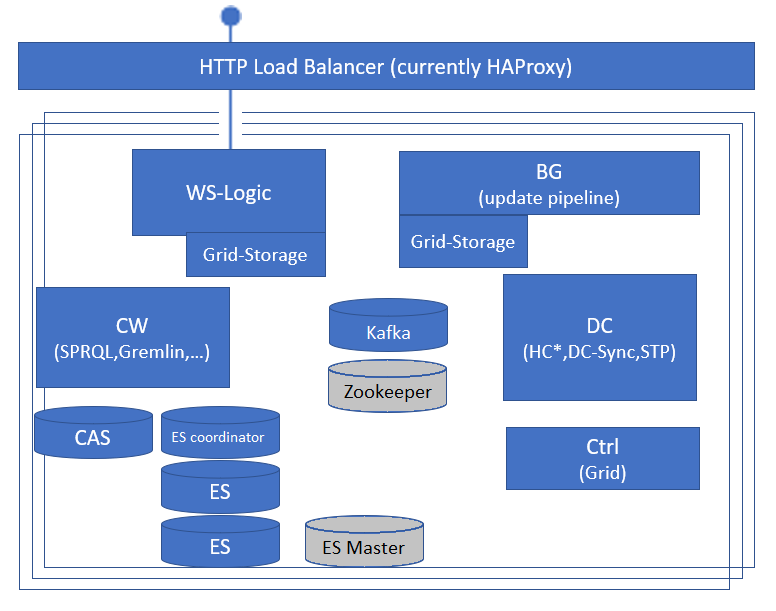 HTTP Load Balancer (currently HAProxy)
WS-Logic
Grid-Storage
BG
(update pipeline)
Grid-Storage
CW
(SPRQL,Gremlin,...)
Kafka
Zookeeper
DC
(HC*,DC-Sync,STP)
CAS
ES coordinator
ES
ES
ES Master
Ctrl
(Grid)